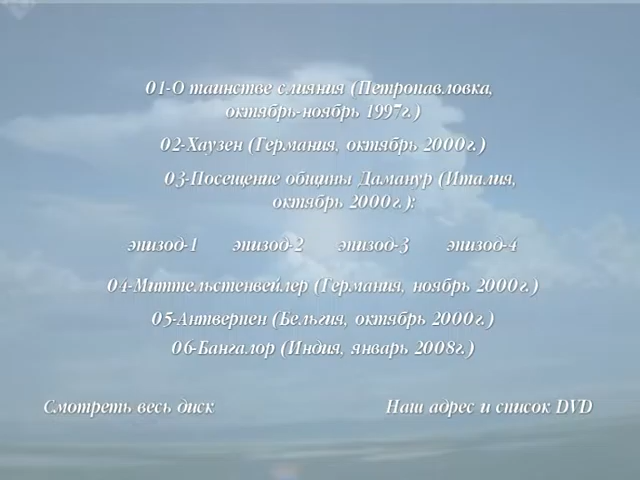 01-О таинстве слияния (Петропавловка,
октябрь-ноябрь 1997г.)
02-Хаузен (Германия, октябрь 2000г.)
03-Посещение общины Даманур (Италия,
октябрь 2000г.):
эпизод-1 эпизод-2 эпизод-3 эпизод-4
04-Миттельстенвейлер (Германия, ноябрь 2000г.)
05-Антверпен (Бельгия, октябрь 2000г.)
06-Бангалор (Индия, январь 2008г.)
Смотреть весь диск Наш адрес и список DVD